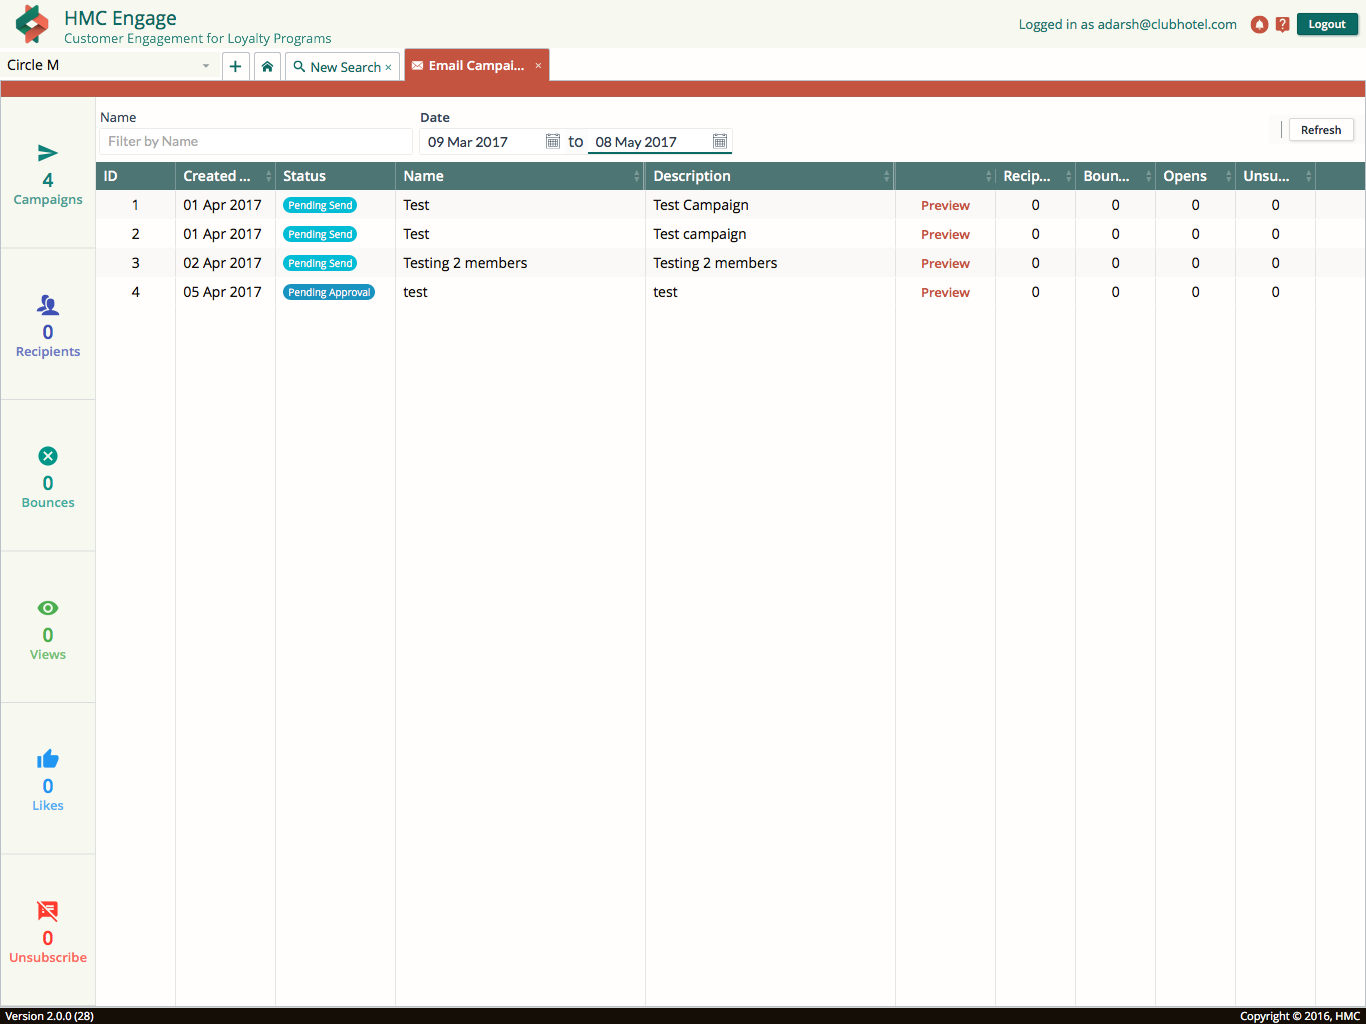 HMC Engage
Customer Engagement for Loyalty Programs
Logged in as adarsh@clubhotel.com
Logout
Circle M
New Search ×
Email Campai... ×
Name
Date
Filter by Name
09 Mar 2017 to 08 May 2017
Refresh
ID Created ... Status Name Description Recip... Boun... Opens Unsu...
1 01 Apr 2017 Pending Send Test Test Campaign Preview 0 0 0 0
2 01 Apr 2017 Pending Send Test Test campaign Preview 0 0 0 0
3 02 Apr 2017 Pending Send Testing 2 members Testing 2 members Preview 0 0 0 0
4 05 Apr 2017 Pending Approval test test Preview 0 0 0 0
4
Campaigns
0
Recipients
0
Bounces
0
Views
0
Likes
0
Unsubscribe
Version 2.0.0 (28)
Copyright © 2016, HMC